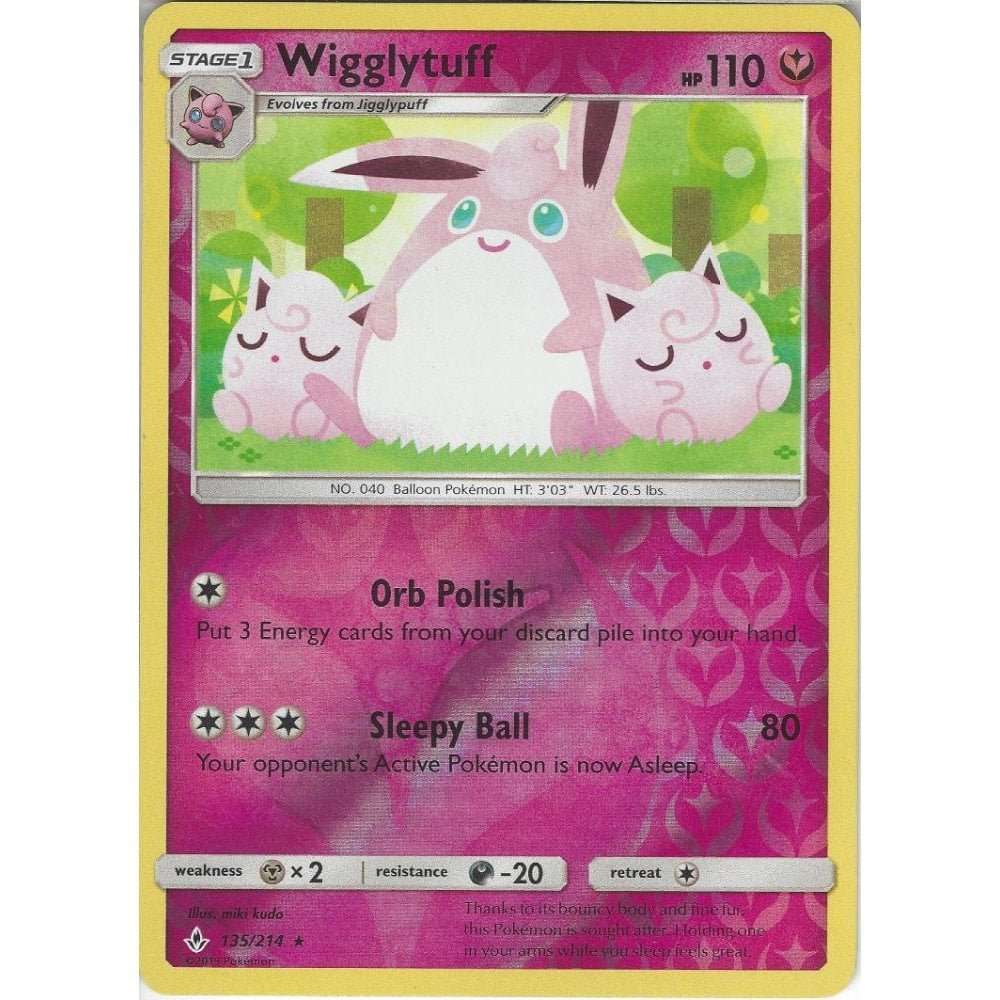 STAGE1 Wigglytuff HP110
Evolves from Jigglypuff
NO. 040 Balloon Pokémon HT: 3'03" WT: 26.5 lbs.
Orb Polish
Put 3 Energy cards from your discard pile into your hand.
Sleepy Ball 80
Your opponent's Active Pokémon is now Asleep.
weakness ×2 resistance -20 retreat
Illus. miki kudo
135/214 ★
©2019 Pokémon
Thanks to its bouncy body and fine fur,
this Pokémon is sought after. Holding one
in your arms while you sleep feels great.